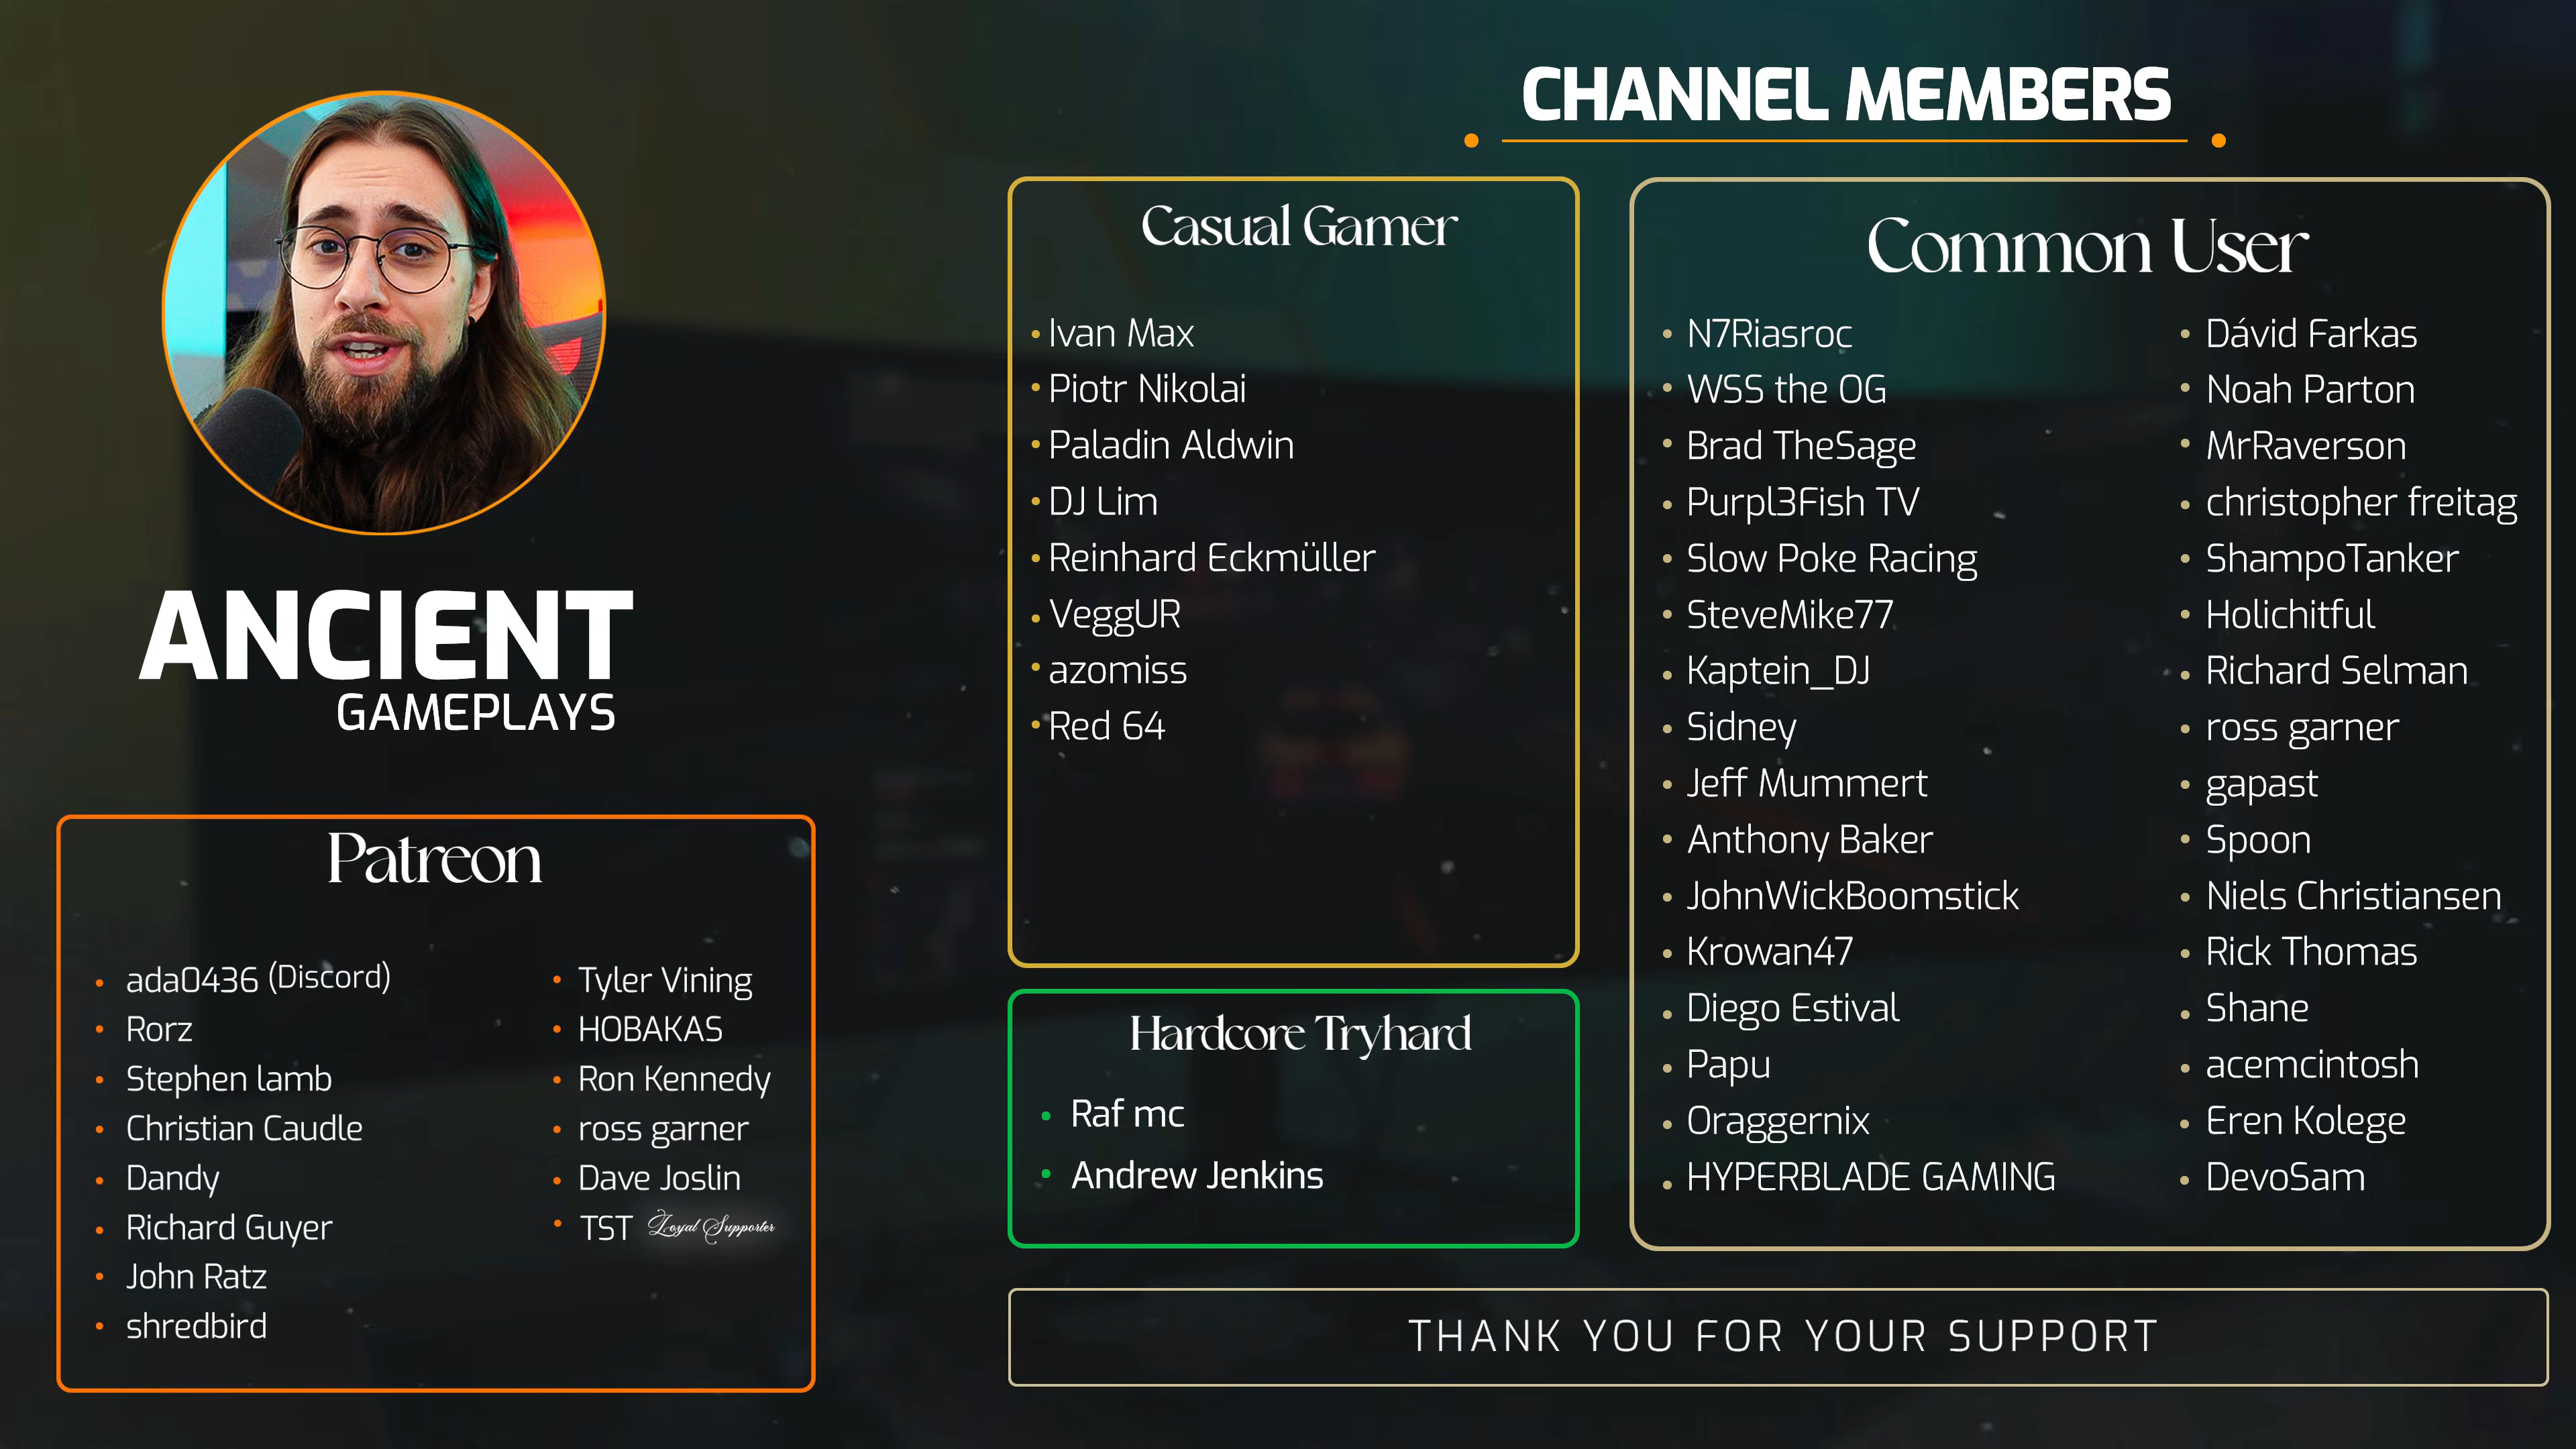 ANCIENT
GAMEPLAYS
Patreon
ada0436 (Discord)
Rorz
Stephen lamb
Christian Caudle
Dandy
Richard Guyer
John Ratz
shredbird
Tyler Vining
HOBAKAS
Ron Kennedy
ross garner
Dave Joslin
TST Loyal Supporter
CHANNEL MEMBERS
Casual Gamer
Ivan Max
Piotr Nikolai
Paladin Aldwin
DJ Lim
Reinhard Eckmüller
VeggUR
azomiss
Red 64
Hardcore Tryhard
Raf mc
Andrew Jenkins
Common User
N7Riasroc
WSS the OG
Brad TheSage
Purpl3Fish TV
Slow Poke Racing
SteveMike77
Kaptein_DJ
Sidney
Jeff Mummert
Anthony Baker
JohnWickBoomstick
Krowan47
Diego Estival
Papu
Oraggernix
HYPERBLADE GAMING
Dávid Farkas
Noah Parton
MrRaverson
christopher freitag
ShampoTanker
Holichitful
Richard Selman
ross garner
gapast
Spoon
Niels Christiansen
Rick Thomas
Shane
acemcintosh
Eren Kolege
DevoSam
THANK YOU FOR YOUR SUPPORT